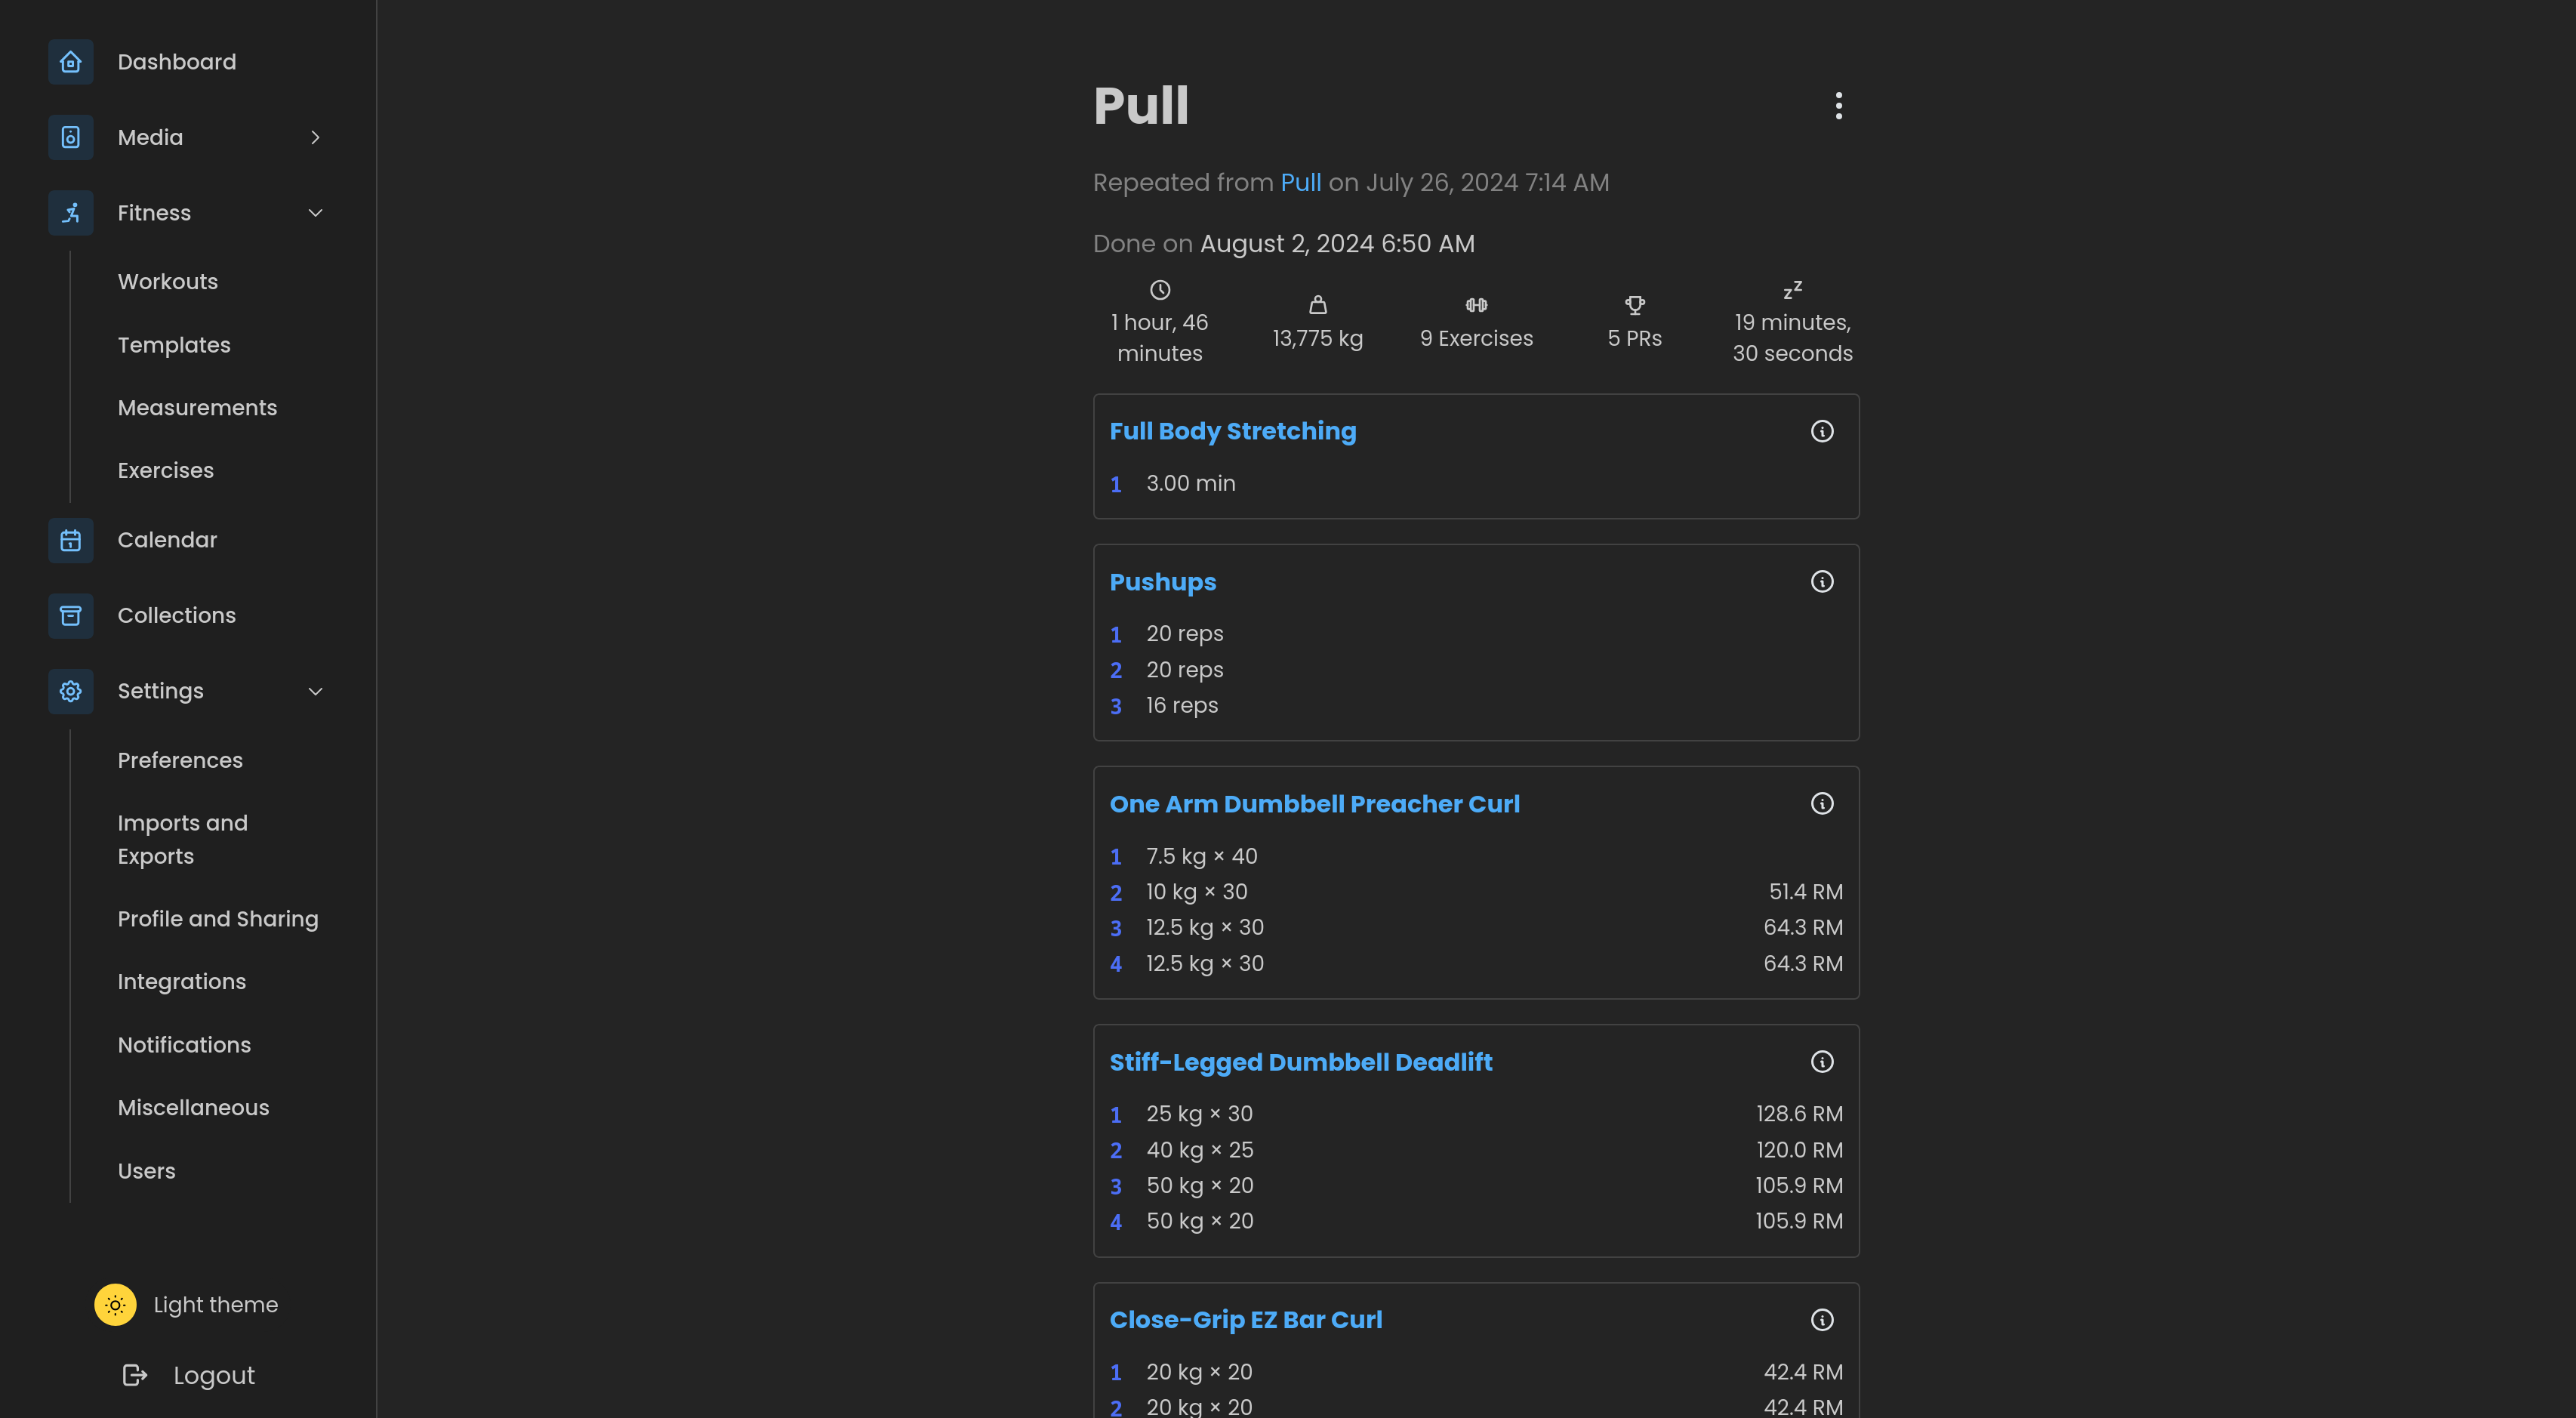 Dashboard
Media
Fitness
Workouts
Templates
Measurements
Exercises
Calendar
Collections
Settings
Preferences
Imports and
Exports
Profile and Sharing
Integrations
Notifications
Miscellaneous
Users
Light theme
Logout
Pull
Repeated from Pull on July 26, 2024 7:14 AM
Done on August 2, 2024 6:50 AM
1 hour, 46
minutes
13,775 kg
9 Exercises
5 PRs
zz
19 minutes,
30 seconds
Full Body Stretching
1 3.00 min
Pushups
1 20 reps
2 20 reps
3 16 reps
One Arm Dumbbell Preacher Curl
1 7.5 kg × 40
2 10 kg × 30 51.4 RM
3 12.5 kg × 30 64.3 RM
4 12.5 kg × 30 64.3 RM
Stiff-Legged Dumbbell Deadlift
1 25 kg × 30 128.6 RM
2 40 kg × 25 120.0 RM
3 50 kg × 20 105.9 RM
4 50 kg × 20 105.9 RM
Close-Grip EZ Bar Curl
1 20 kg × 20 42.4 RM
2 20 kg × 20 42.4 RM